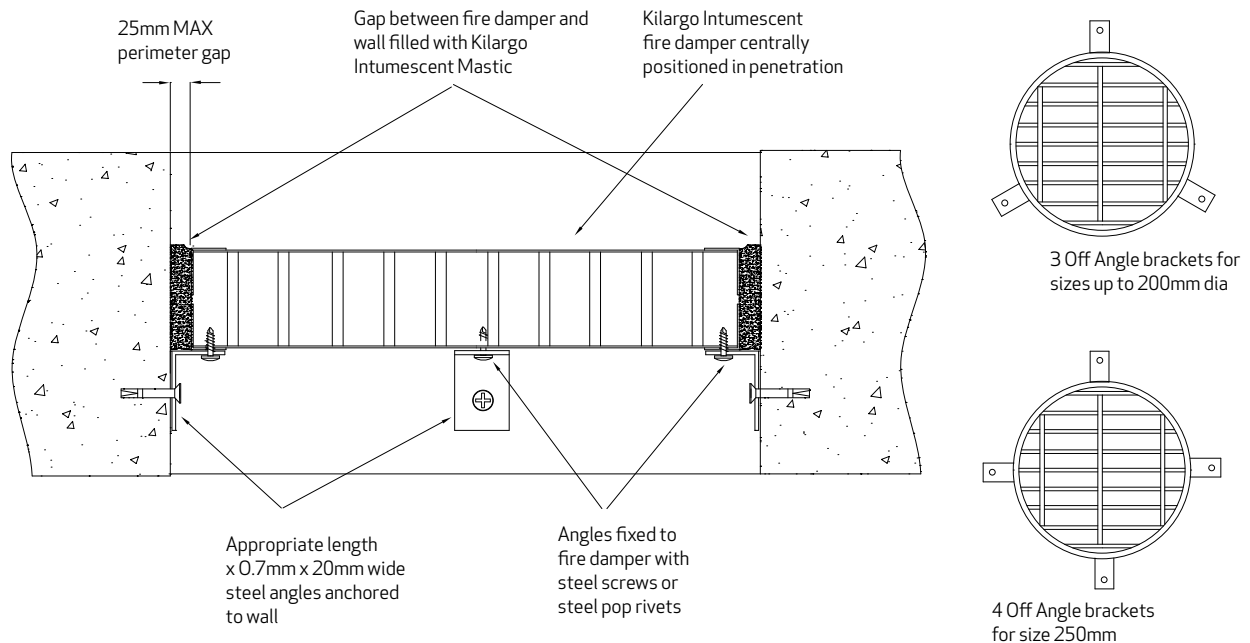 25mm MAX
perimeter gap
Gap between fire damper and
wall filled with Kilargo
Intumescent Mastic
Kilargo Intumescent
fire damper centrally
positioned in penetration
3 Off Angle brackets for
sizes up to 200mm dia
Appropriate length
x 0.7mm x 20mm wide
steel angles anchored
to wall
Angles fixed to
fire damper with
steel screws or
steel pop rivets
4 Off Angle brackets
for size 250mm